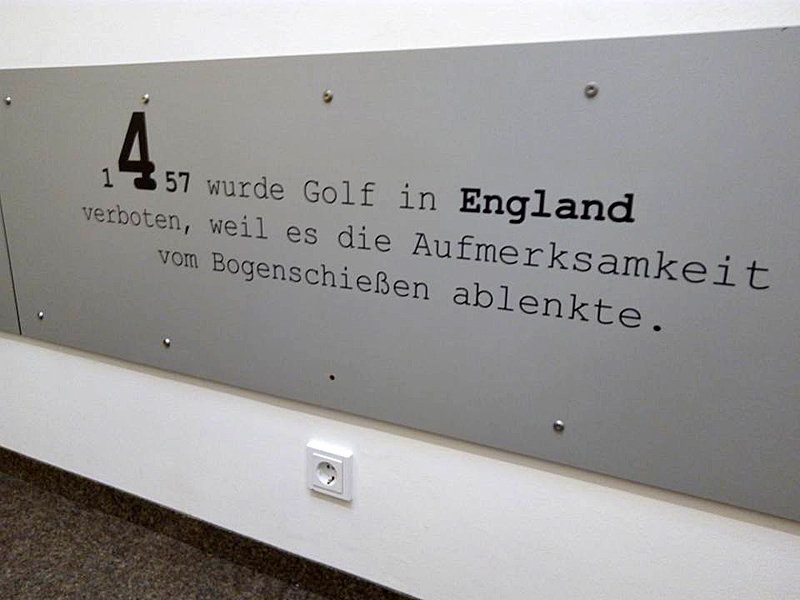 1457 wurde Golf in England
verboten, weil es die Aufmerksamkeit
vom Bogenschießen ablenkte.